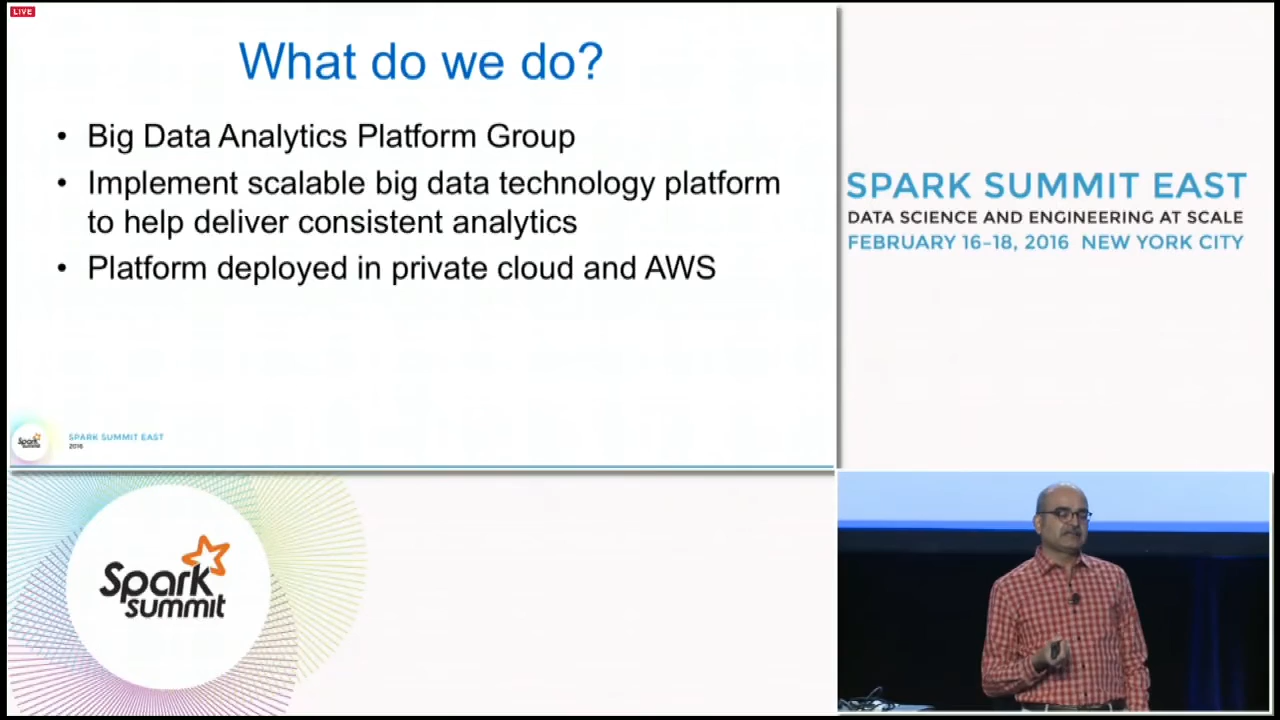 LIVE
What do we do?
• Big Data Analytics Platform Group
• Implement scalable big data technology platform
to help deliver consistent analytics
• Platform deployed in private cloud and AWS
Spark
summit
SPARK SUMMIT EAST
2016
SPARK SUMMIT EAST
DATA SCIENCE AND ENGINEERING AT SCALE
FEBRUARY 16–18, 2016 NEW YORK CITY
Spark
summit